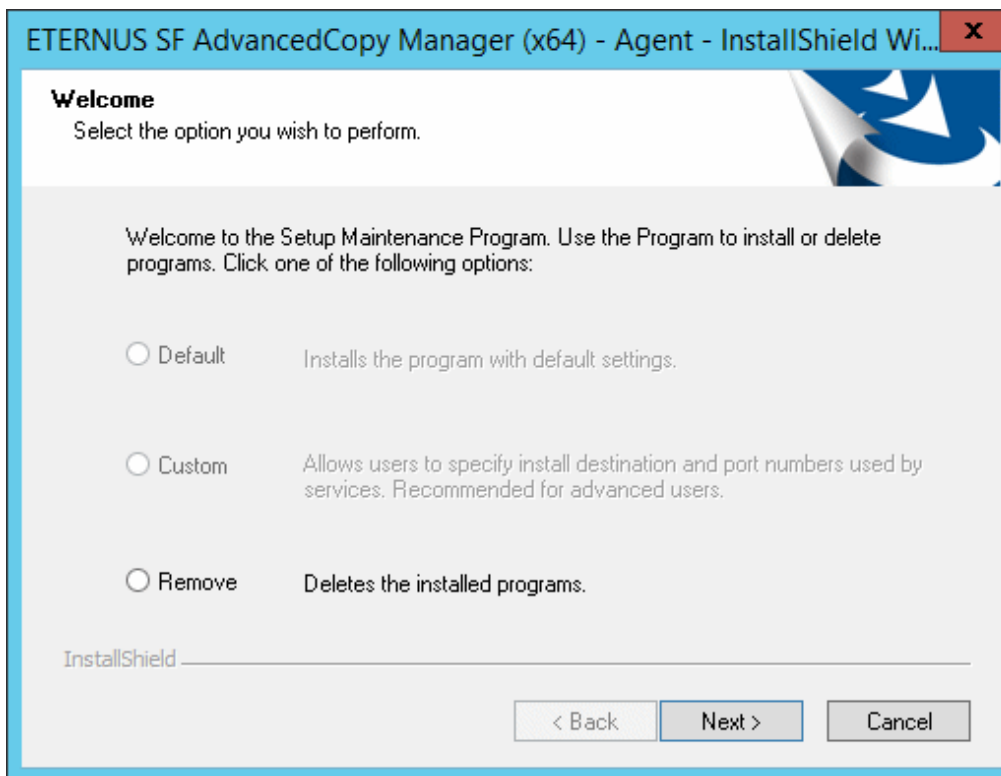 ETERNUS SF AdvancedCopy Manager (x64) - Agent - InstallShield Wi... x
Welcome
Select the option you wish to perform.
Welcome to the Setup Maintenance Program. Use the Program to install or delete
programs. Click one of the following options:
Default Installs the program with default settings.
Custom Allows users to specify install destination and port numbers used by
services. Recommended for advanced users.
Remove Deletes the installed programs.
InstallShield
< Back Next > Cancel